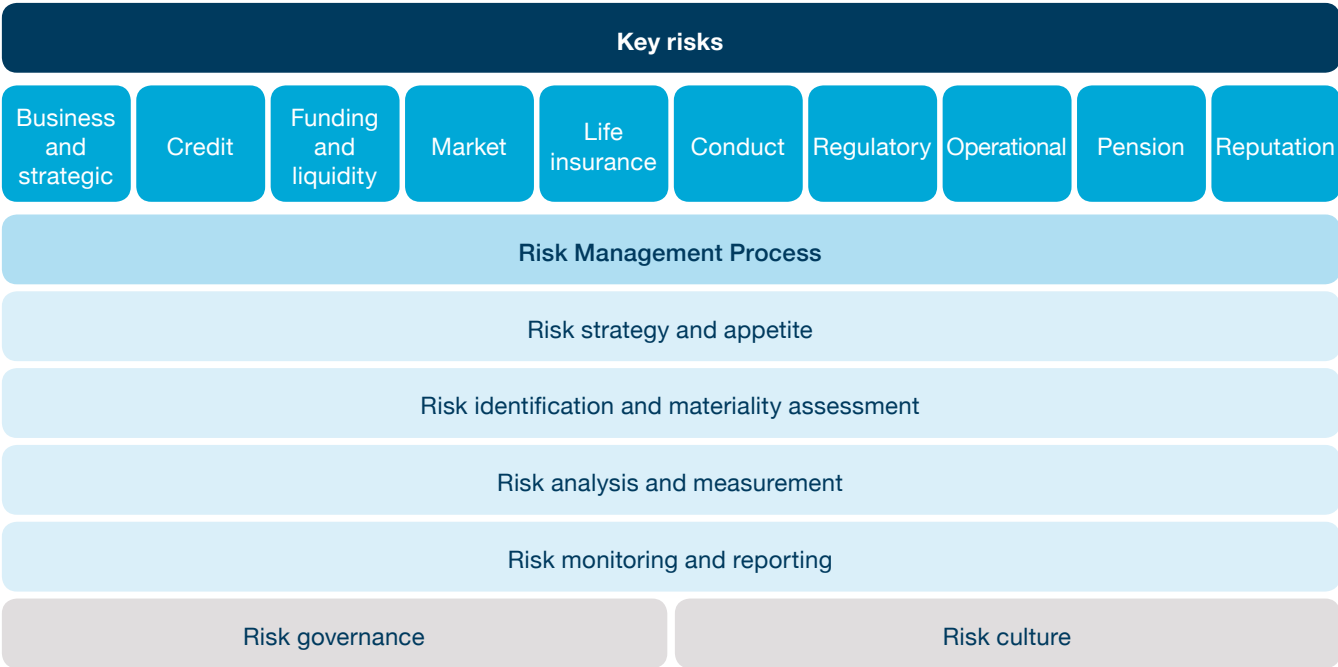 Key risks
Business
and
strategic
Credit
Funding
and
liquidity
Market
Life
insurance
Conduct
Regulatory
Operational
Pension
Reputation
Risk Management Process
Risk strategy and appetite
Risk identification and materiality assessment
Risk analysis and measurement
Risk monitoring and reporting
Risk governance
Risk culture